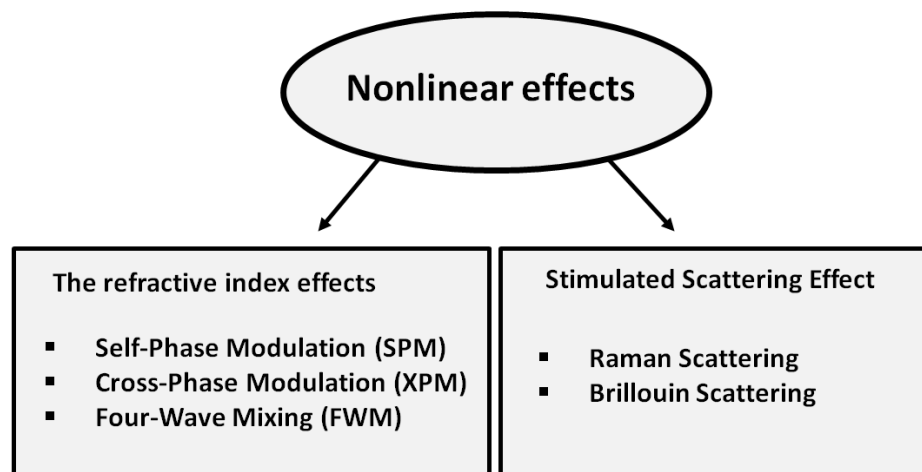 Nonlinear effects
The refractive index effects
▪ Self-Phase Modulation (SPM)
▪ Cross-Phase Modulation (XPM)
▪ Four-Wave Mixing (FWM)
Stimulated Scattering Effect
▪ Raman Scattering
▪ Brillouin Scattering